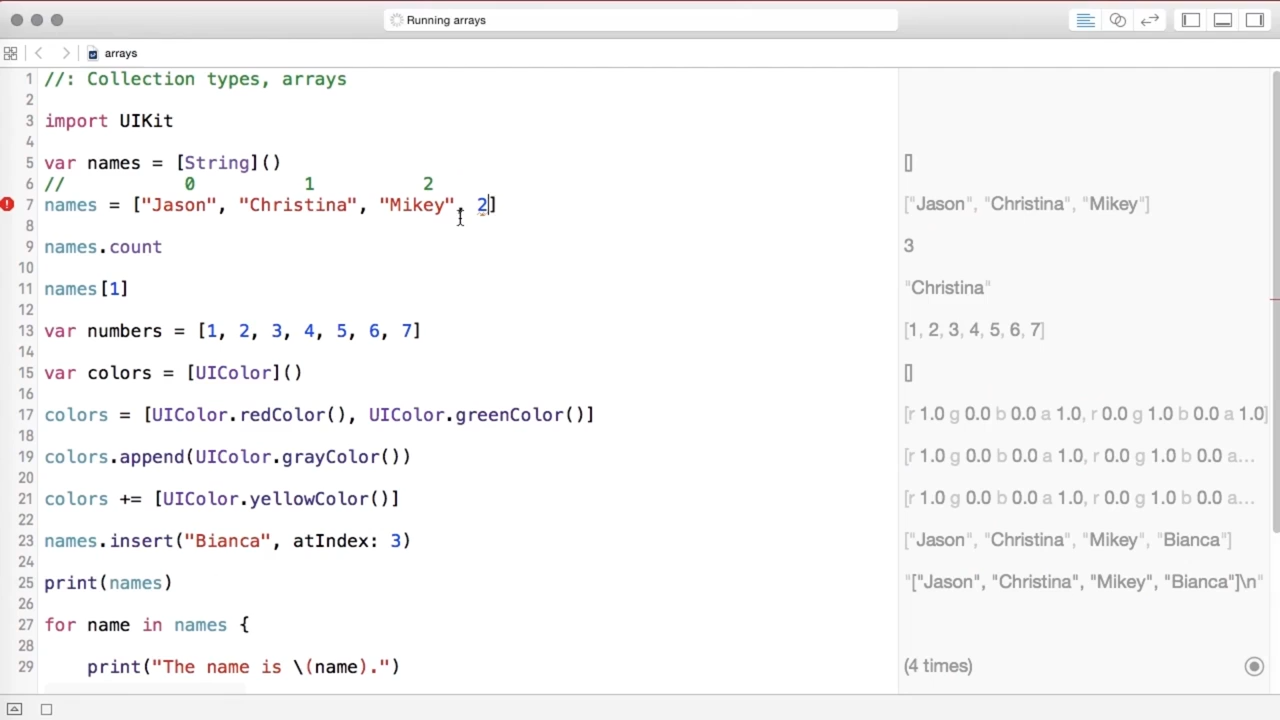 Running arrays
arrays
1 //: Collection types, arrays
2
3 import UIKit
4
5 var names = [String]()
[]
6 // 0 1 2
7 names = ["Jason", "Christina", "Mikey", 2]
["Jason", "Christina", "Mikey"]
8
9 names.count
3
10
11 names[1]
"Christina"
12
13 var numbers = [1, 2, 3, 4, 5, 6, 7]
[1, 2, 3, 4, 5, 6, 7]
14
15 var colors = [UIColor]()
[]
16
17 colors = [UIColor.redColor(), UIColor.greenColor()]
[r 1.0 g 0.0 b 0.0 a 1.0, r 0.0 g 1.0 b 0.0 a 1.0]
18
19 colors.append(UIColor.grayColor())
[r 1.0 g 0.0 b 0.0 a 1.0, r 0.0 g 1.0 b 0.0 a...
20
21 colors += [UIColor.yellowColor()]
[r 1.0 g 0.0 b 0.0 a 1.0, r 0.0 g 1.0 b 0.0 a...
22
23 names.insert("Bianca", atIndex: 3)
["Jason", "Christina", "Mikey", "Bianca"]
24
25 print(names)
"["Jason", "Christina", "Mikey", "Bianca"]\n"
26
27 for name in names {
28
29 print("The name is \(name).")
(4 times)